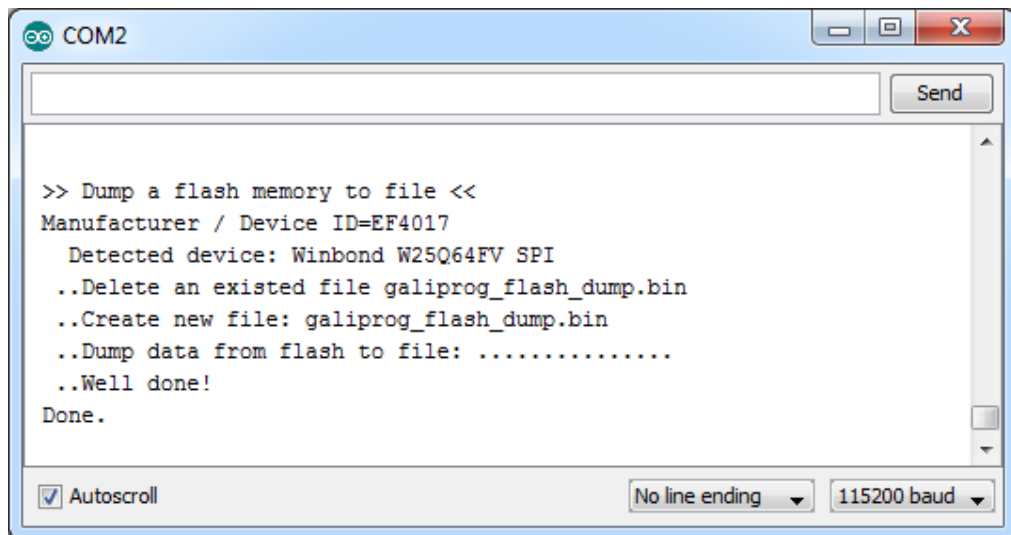 COM2
Send
>> Dump a flash memory to file <<
Manufacturer / Device ID=EF4017
Detected device: Winbond W25Q64FV SPI
..Delete an existed file galiprog_flash_dump.bin
..Create new file: galiprog_flash_dump.bin
..Dump data from flash to file: ...............
..Well done!
Done.
Autoscroll
No line ending
115200 baud